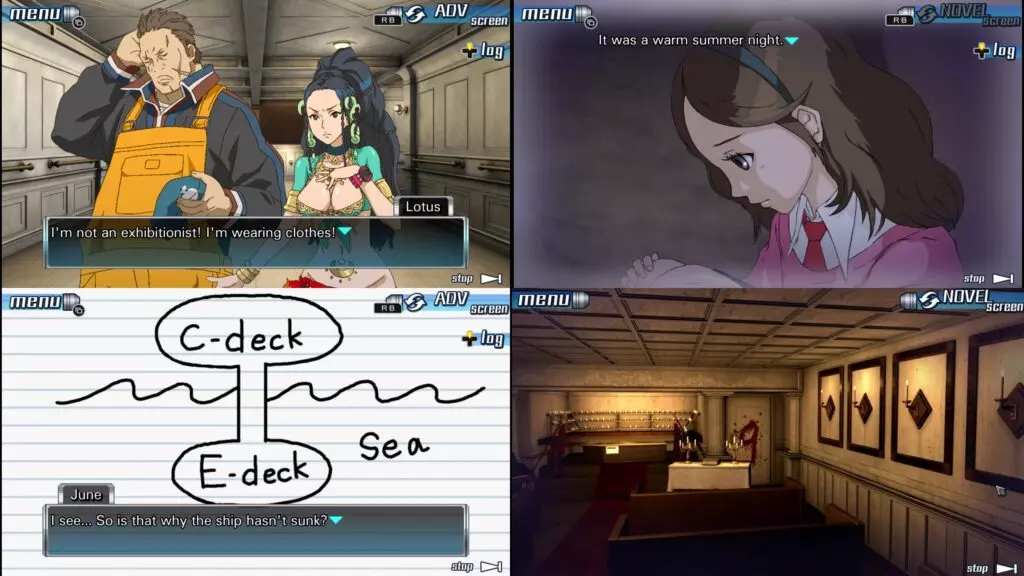 menu
RB
ADV
screen
log
Lotus
I'm not an exhibitionist! I'm wearing clothes!
stop
menu
RB
NOVEL
screen
It was a warm summer night.
log
stop
menu
RB
ADV
screen
log
C-deck
Sea
E-deck
June
I see... So is that why the ship hasn't sunk?
stop
menu
NOVEL
screen
9
stop